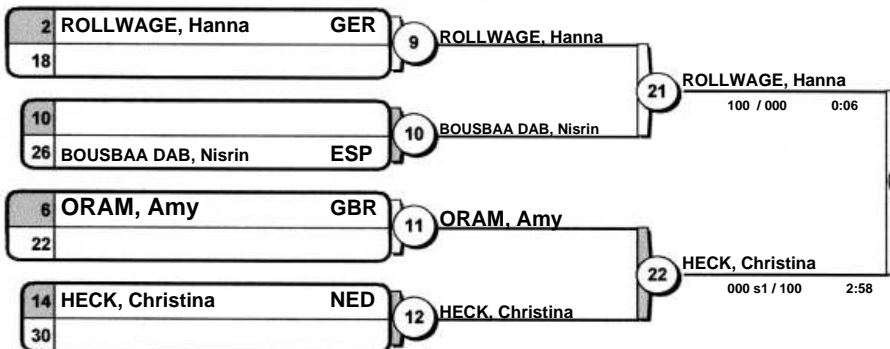 2 ROLLWAGE, Hanna GER
18
9 ROLLWAGE, Hanna
21 ROLLWAGE, Hanna
100 / 000 0:06
10
26 BOUSBAA DAB, Nisrin ESP
10 BOUSBAA DAB, Nisrin
6 ORAM, Amy GBR
22
11 ORAM, Amy
22 HECK, Christina
000 s1 / 100 2:58
14 HECK, Christina NED
30
12 HECK, Christina